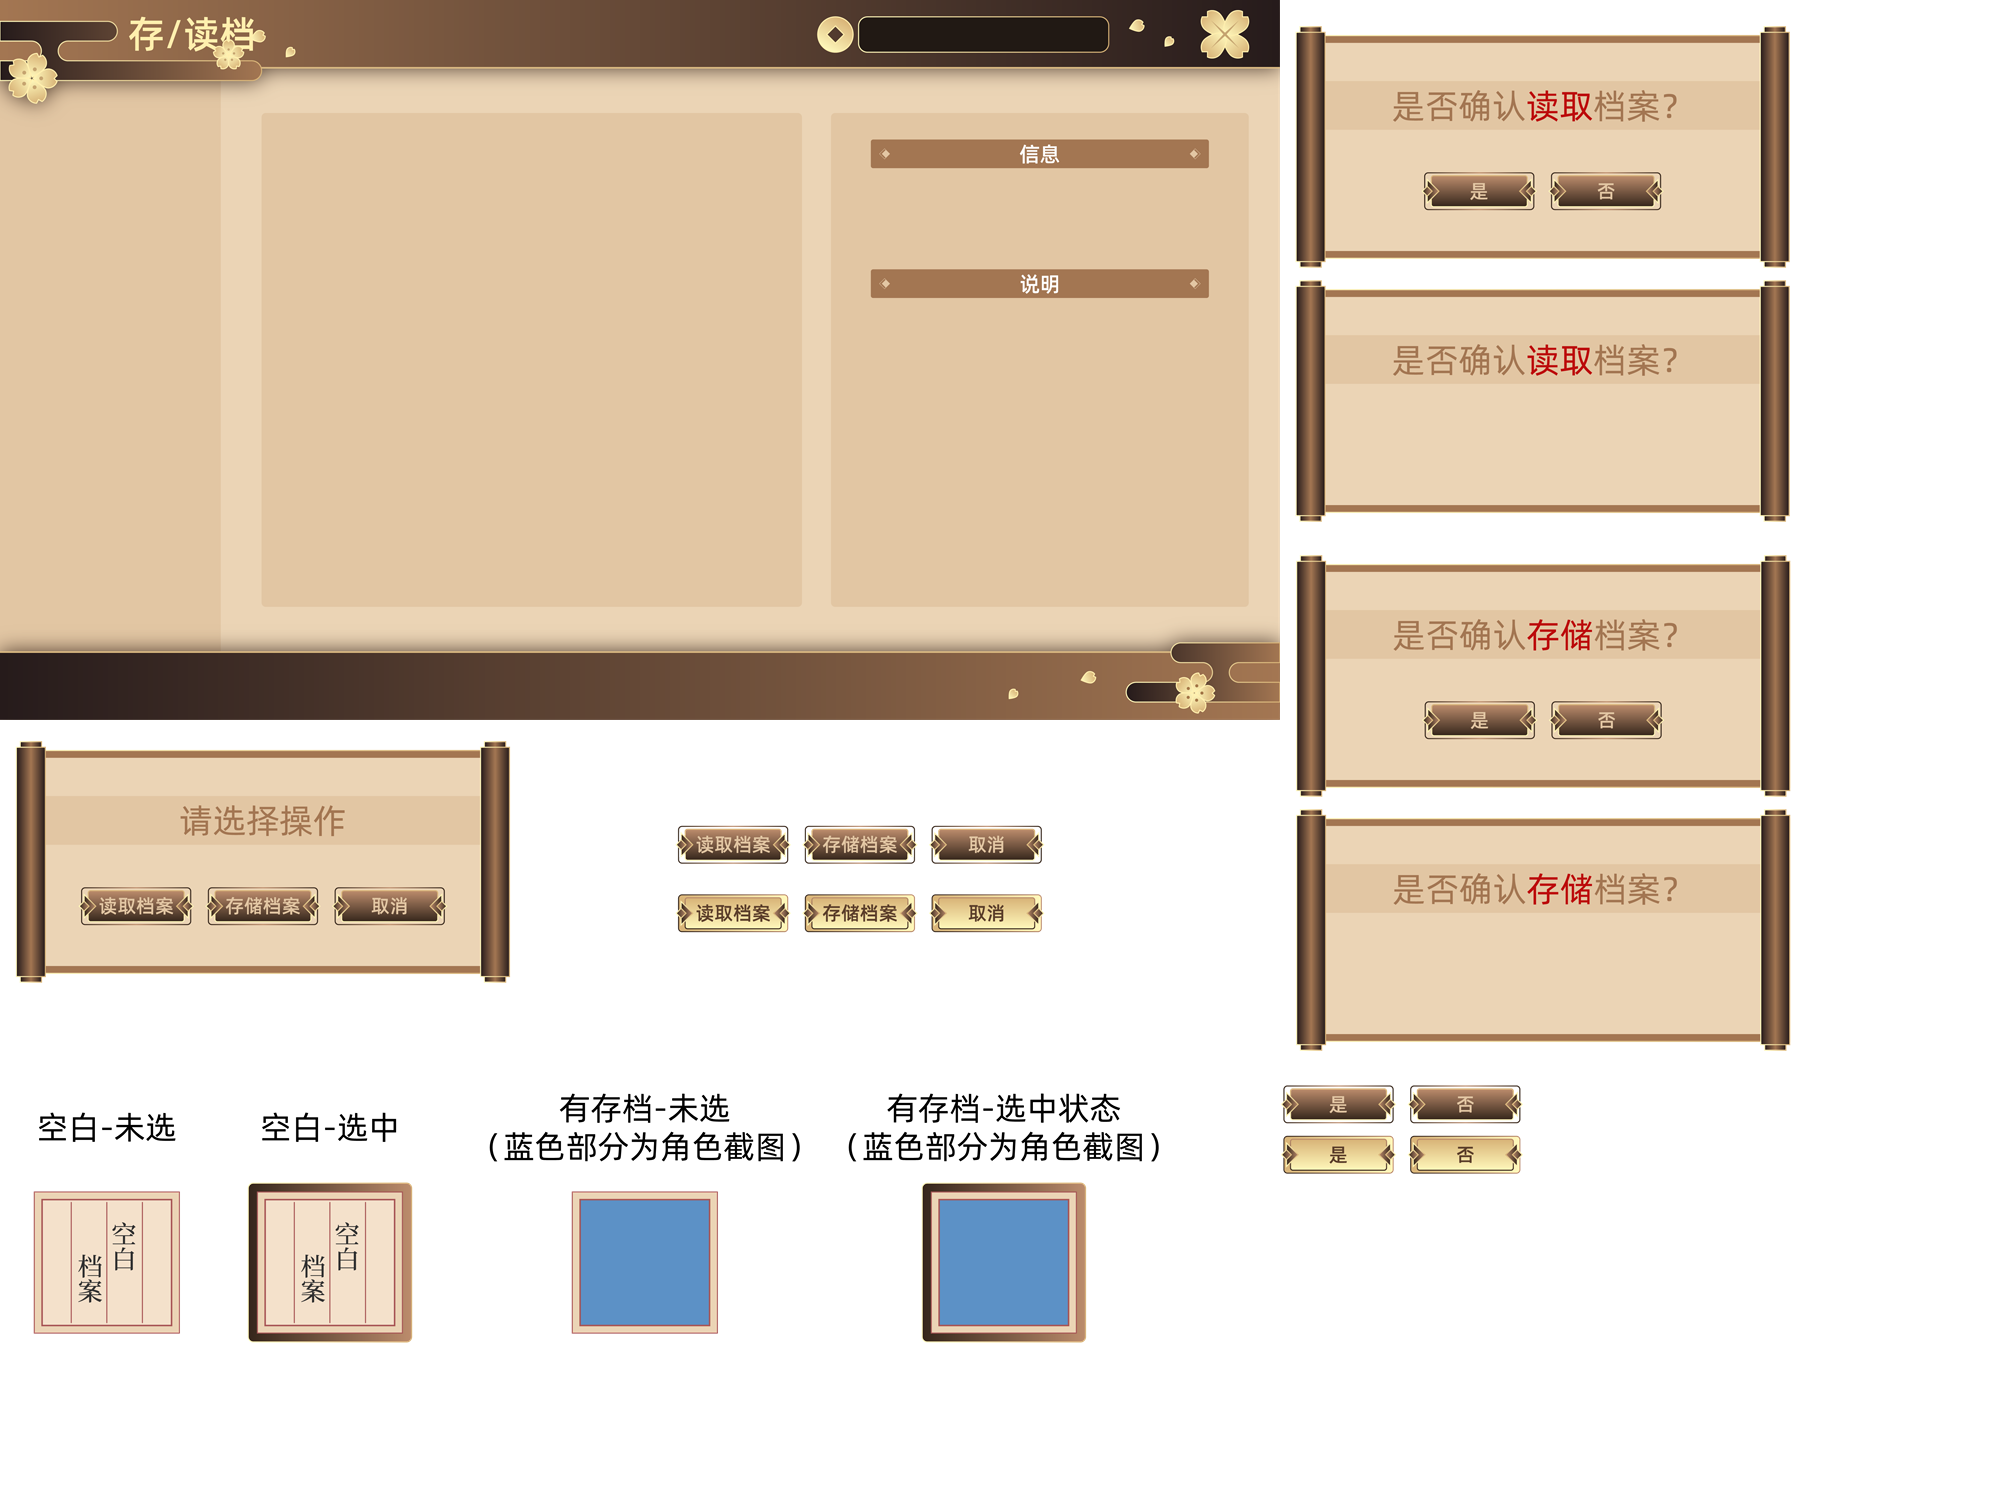 存/读档
信息
说明
是否确认读取档案?
是
否
是否确认读取档案?
是否确认存储档案?
是
否
是否确认存储档案?
是
否
是
否
请选择操作
读取档案
存储档案
取消
读取档案
存储档案
取消
读取档案
存储档案
取消
空白-未选
空白-选中
有存档-未选
(蓝色部分为角色截图)
有存档-选中状态
(蓝色部分为角色截图)
空白
档案
空白
档案